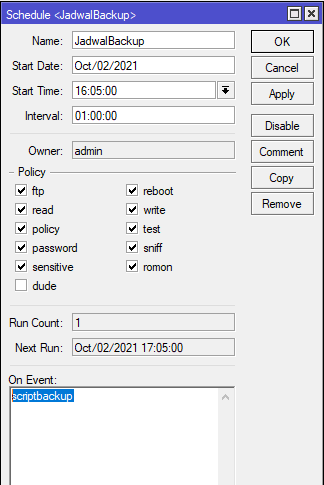 Schedule <JadwalBackup>
Name: JadwalBackup
OK
Start Date: Oct/02/2021
Cancel
Start Time: 16:05:00
Apply
Interval: 01:00:00
Disable
Owner: admin
Comment
Policy
Copy
ftp reboot
Remove
read write
policy test
password sniff
sensitive romon
dude
Run Count: 1
Next Run: Oct/02/2021 17:05:00
On Event:
scriptbackup